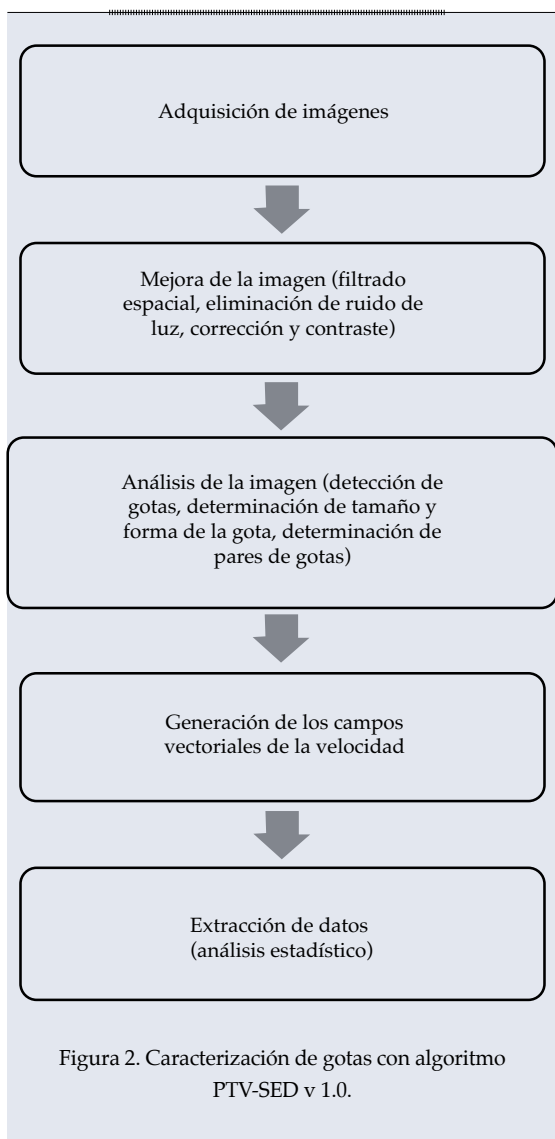 Adquisición de imágenes
Mejora de la imagen (filtrado
espacial, eliminación de ruido de
luz, corrección y contraste)
Análisis de la imagen (detección de
gotas, determinación de tamaño y
forma de la gota, determinación de
pares de gotas)
Generación de los campos
vectoriales de la velocidad
Extracción de datos
(análisis estadístico)
Figura 2. Caracterización de gotas con algoritmo
PTV-SED v 1.0.